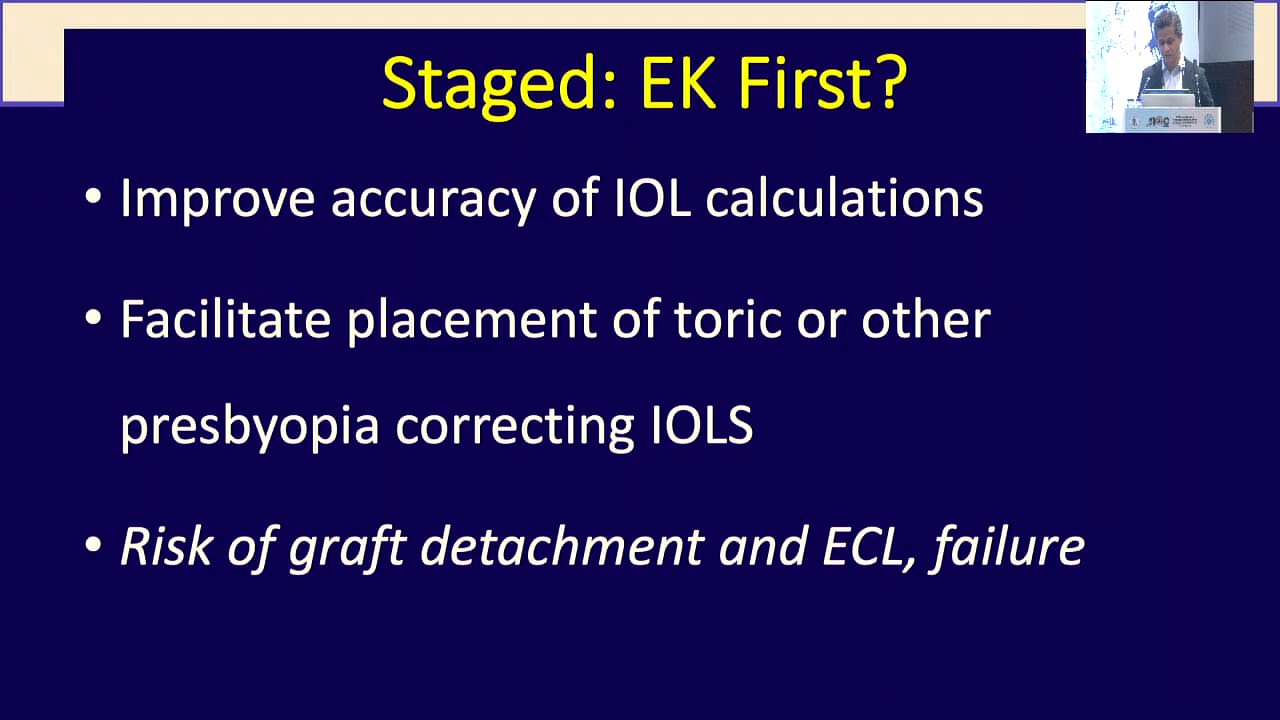 Staged: EK First?
• Improve accuracy of IOL calculations
• Facilitate placement of toric or other
presbyopia correcting IOLS
• Risk of graft detachment and ECL, failure